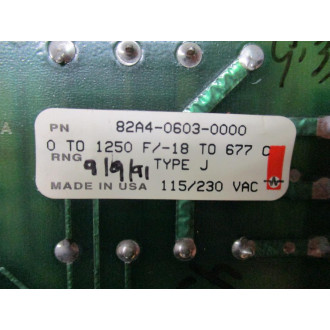 PN 82A4-0603-0000
0 TO 1250 F/-18 TO 677 C
RNG TYPE J
9/9/91
MADE IN USA 115/230 VAC